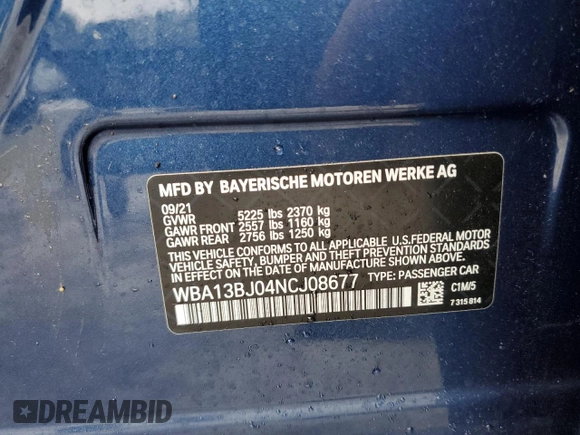 MFD BY BAYERISCHE MOTOREN WERKE AG
09/21
GVWR 5225 lbs 2370 kg
GAWR FRONT 2557 lbs 1160 kg
GAWR REAR 2756 lbs 1250 kg
THIS VEHICLE CONFORMS TO ALL APPLICABLE U.S.FEDERAL MOTOR
VEHICLE SAFETY, BUMPER, AND THEFT PREVENTION
STANDARDS IN EFFECT ON THE DATE OF MANUFACTURE SHOWN ABOVE.
WBA13BJ04NCJ08677 TYPE: PASSENGER CAR
C1M/5
7 315 814
DREAMBID